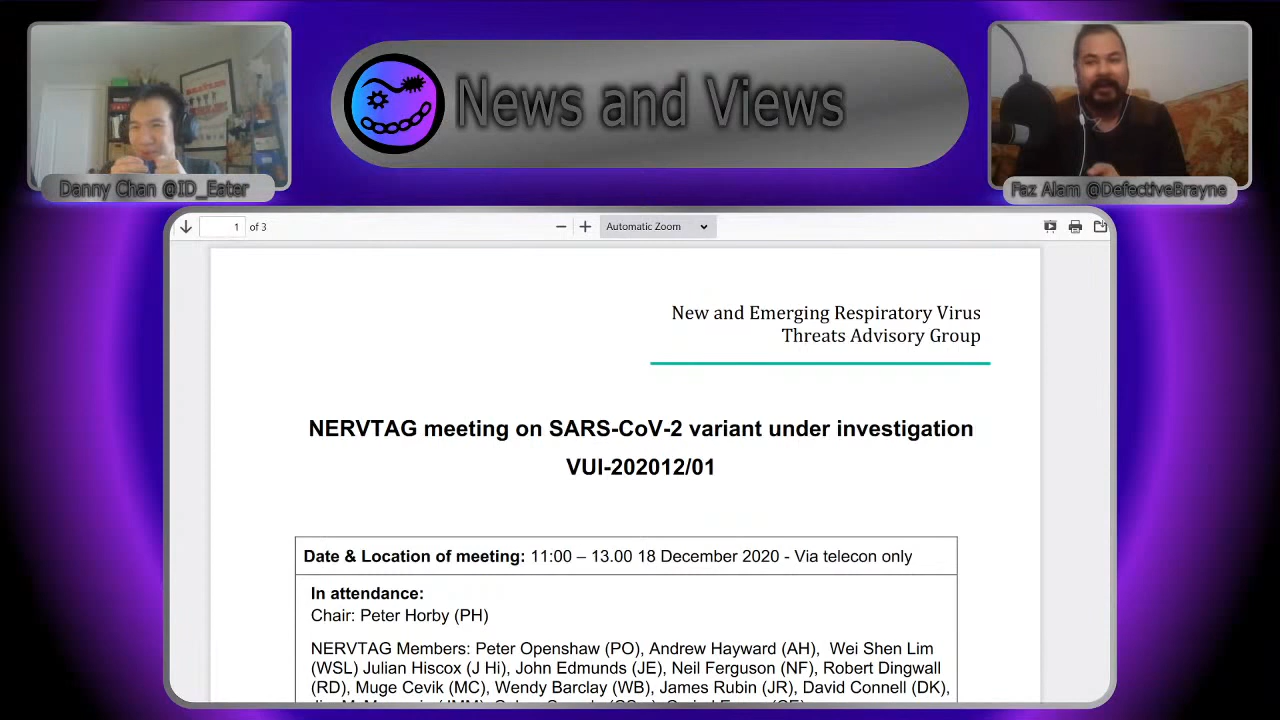 News and Views
Danny Chan @ID_Eater
Faz Alam @DefectiveBrayne
1 of 3
Automatic Zoom
New and Emerging Respiratory Virus
Threats Advisory Group
NERVTAG meeting on SARS-CoV-2 variant under investigation
VUI-202012/01
Date & Location of meeting: 11:00 – 13.00 18 December 2020 - Via telecon only
In attendance:
Chair: Peter Horby (PH)
NERVTAG Members: Peter Openshaw (PO), Andrew Hayward (AH), Wei Shen Lim
(WSL) Julian Hiscox (J Hi), John Edmunds (JE), Neil Ferguson (NF), Robert Dingwall
(RD), Muge Cevik (MC), Wendy Barclay (WB), James Rubin (JR), David Connell (DK),